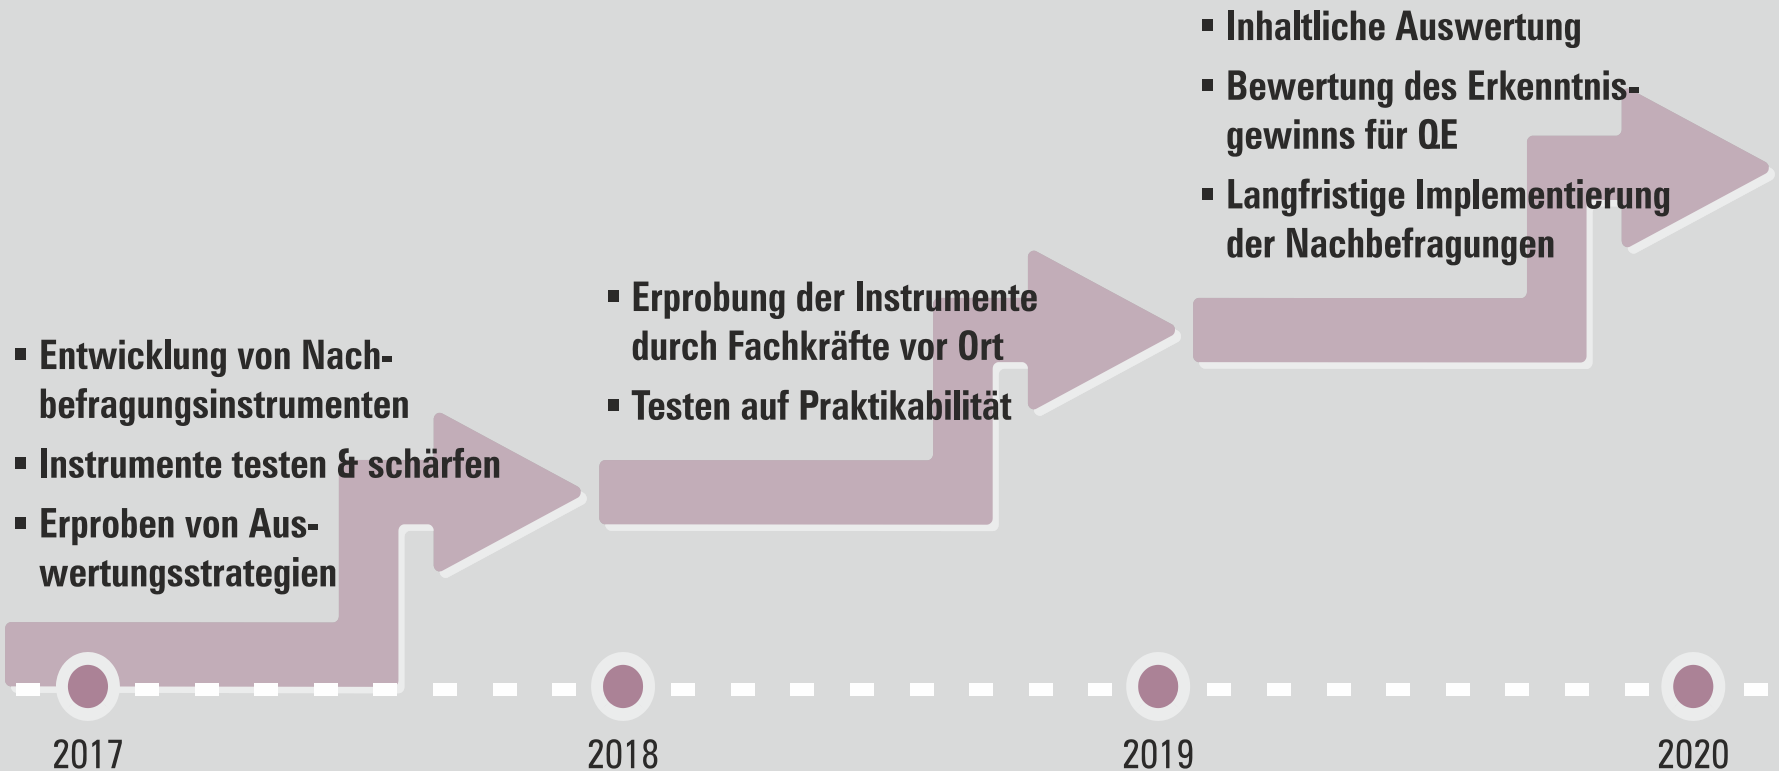 ▪ Entwicklung von Nach-
befragungsinstrumenten
▪ Instrumente testen & schärfen
▪ Erproben von Aus-
wertungsstrategien
▪ Erprobung der Instrumente
durch Fachkräfte vor Ort
▪ Testen auf Praktikabilität
▪ Inhaltliche Auswertung
▪ Bewertung des Erkenntnis-
gewinns für QE
▪ Langfristige Implementierung
der Nachbefragungen
2017
2018
2019
2020